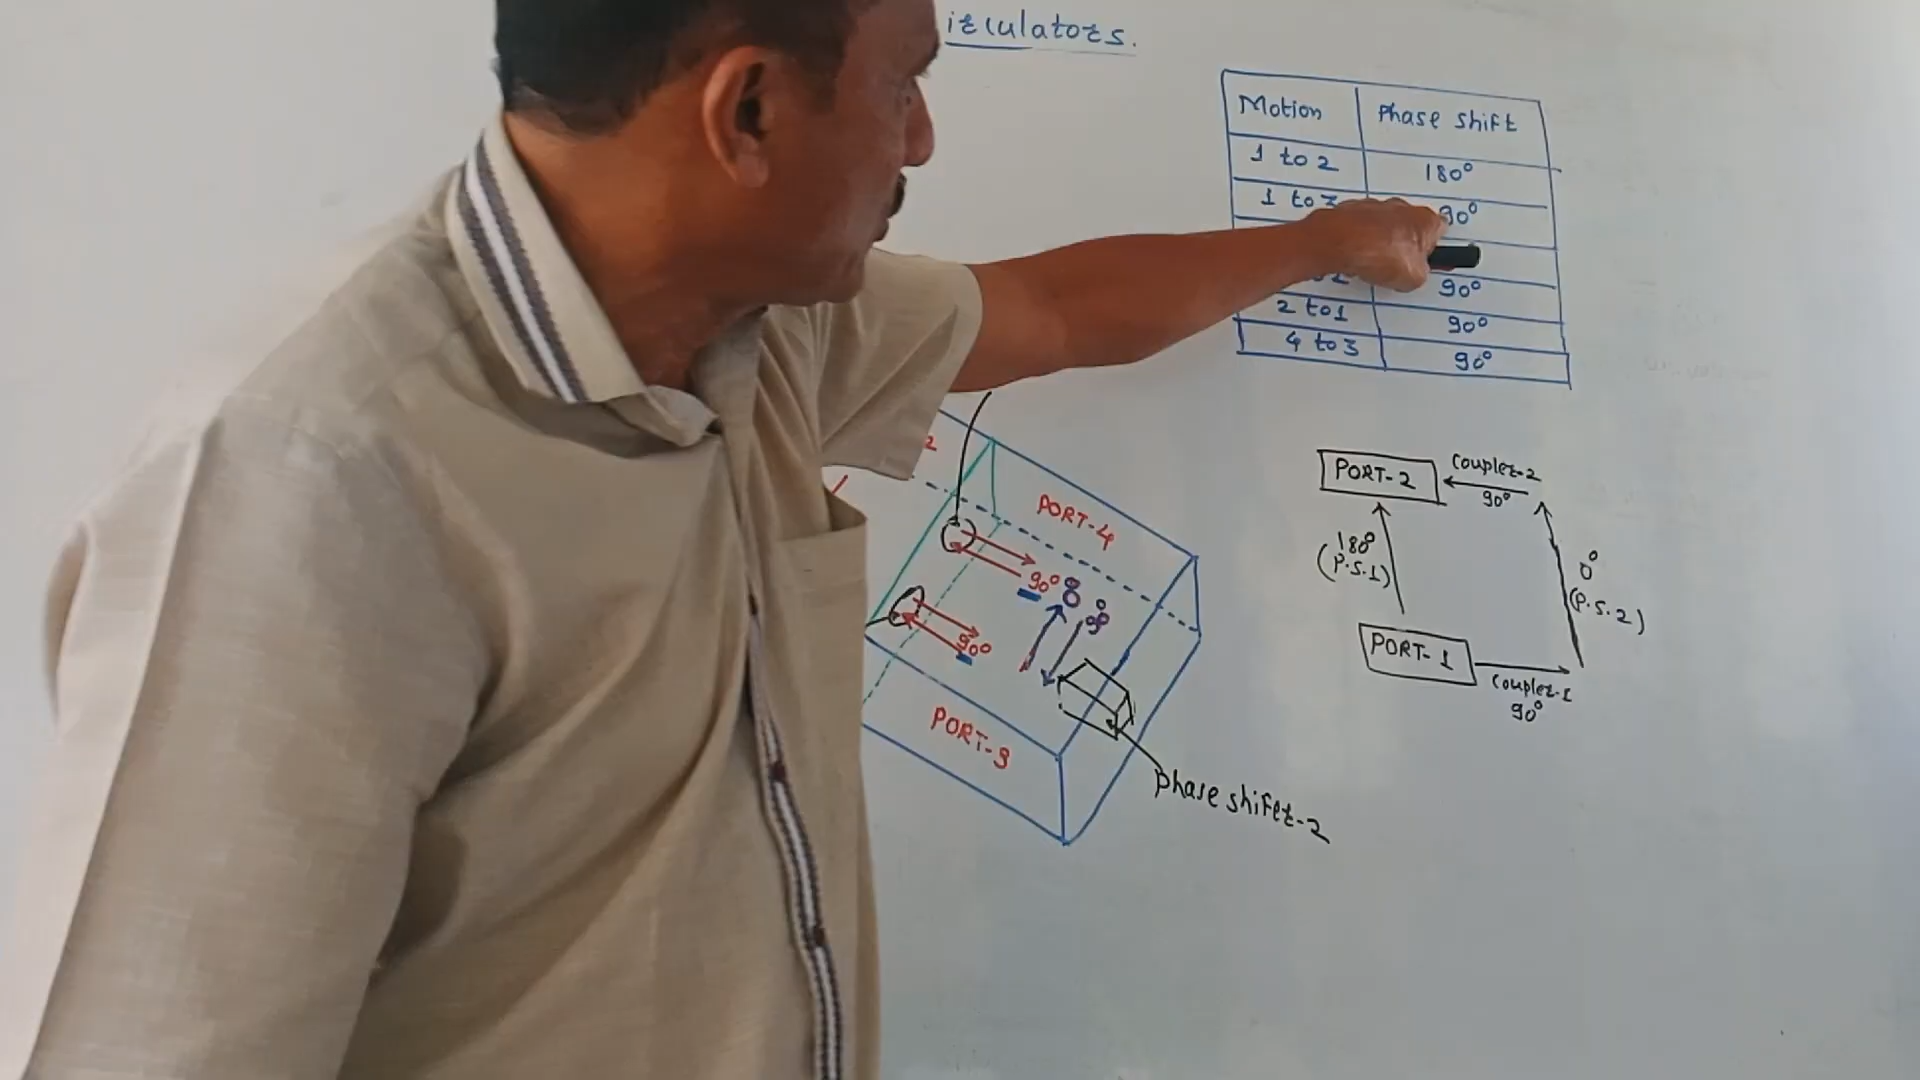 irculators.
Motion Phase shift
1 to 2 180°
1 to 3 90°
90°
2 to 1 90°
4 to 3 90°
2
PORT-4
90° 0°
90°
90°
PORT-3
Phase shifter-2
PORT-2 Coupler-2
90°
180°
(P.S.1)
0°
(P.S.2)
PORT-1
Coupler-1
90°